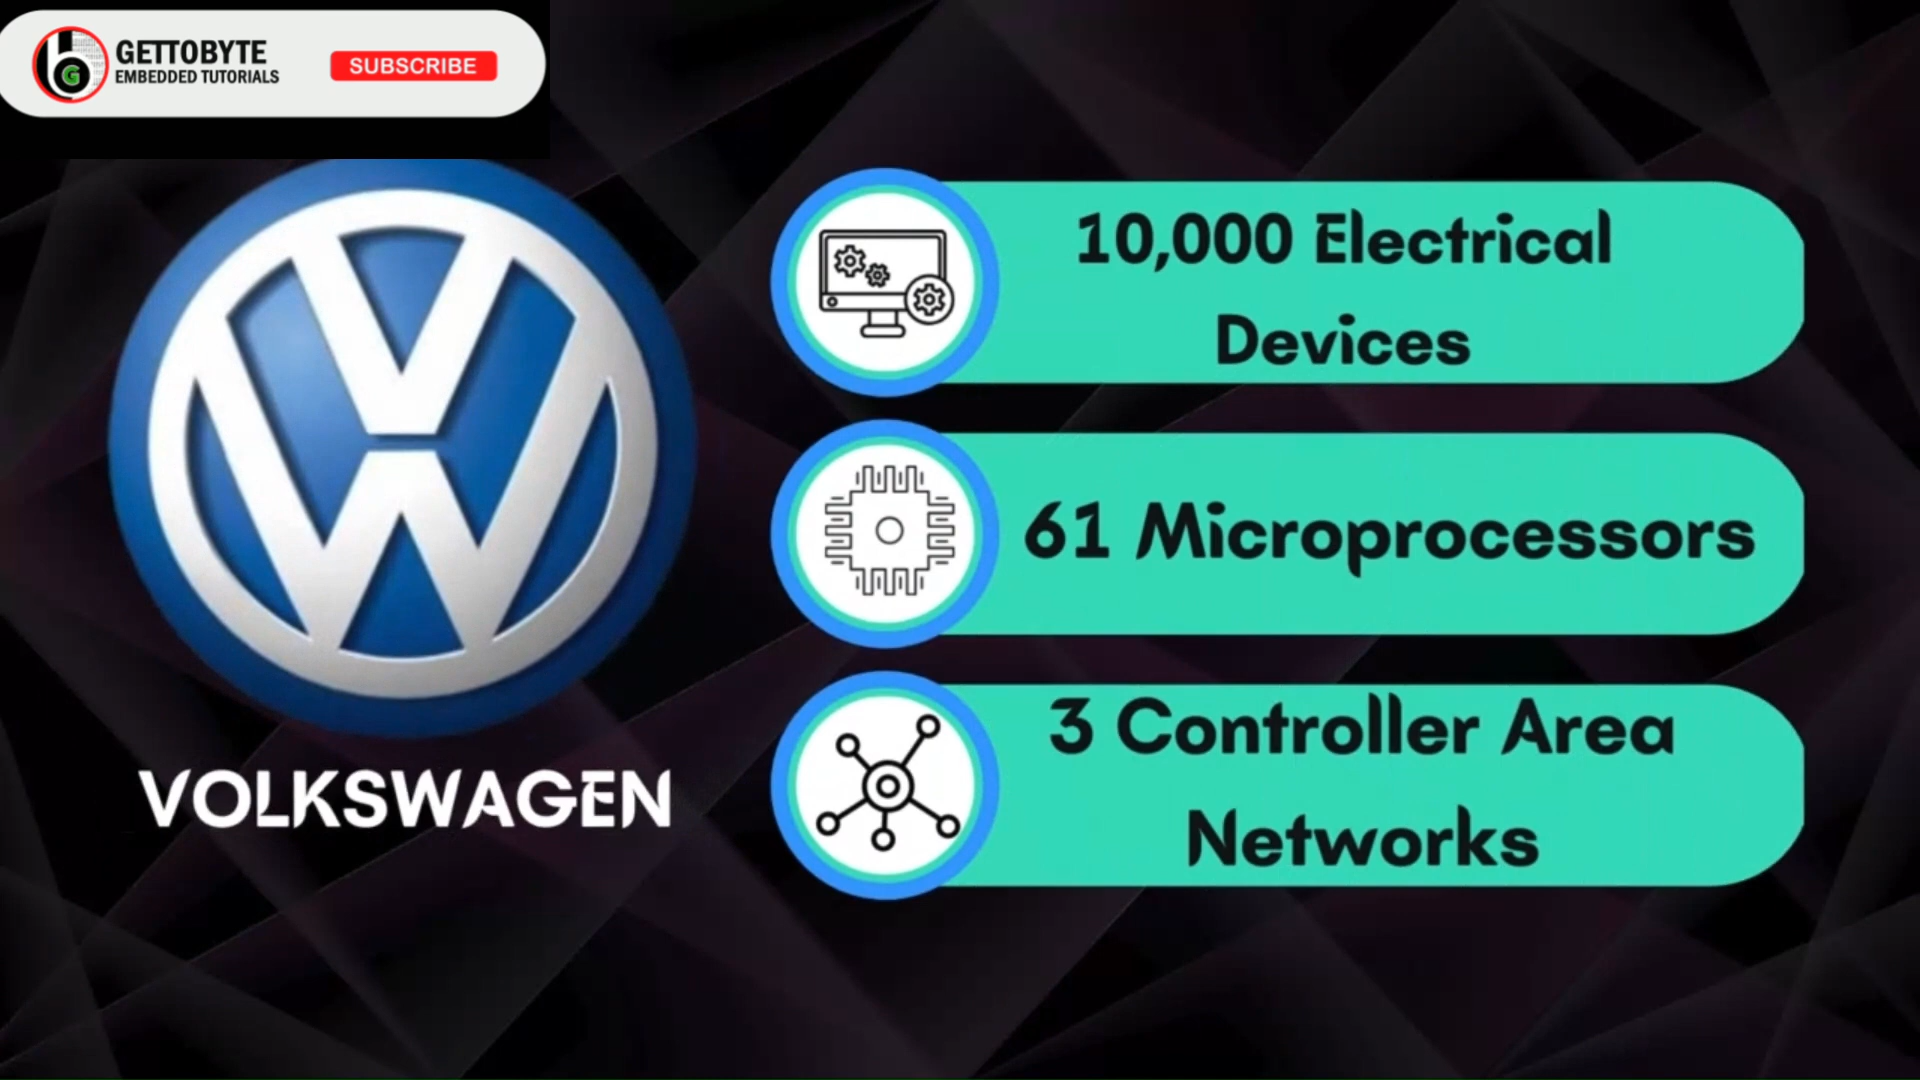 GETTOBYTE
EMBEDDED TUTORIALS
SUBSCRIBE
VOLKSWAGEN
10,000 Electrical
Devices
61 Microprocessors
3 Controller Area
Networks